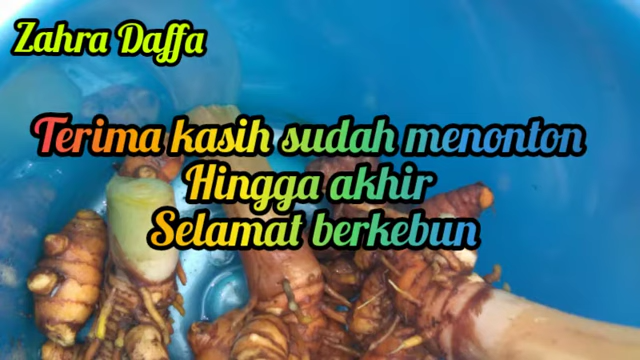 Zahra Daffa
Terima kasih sudah menonton
Hingga akhir
Selamat berkebun